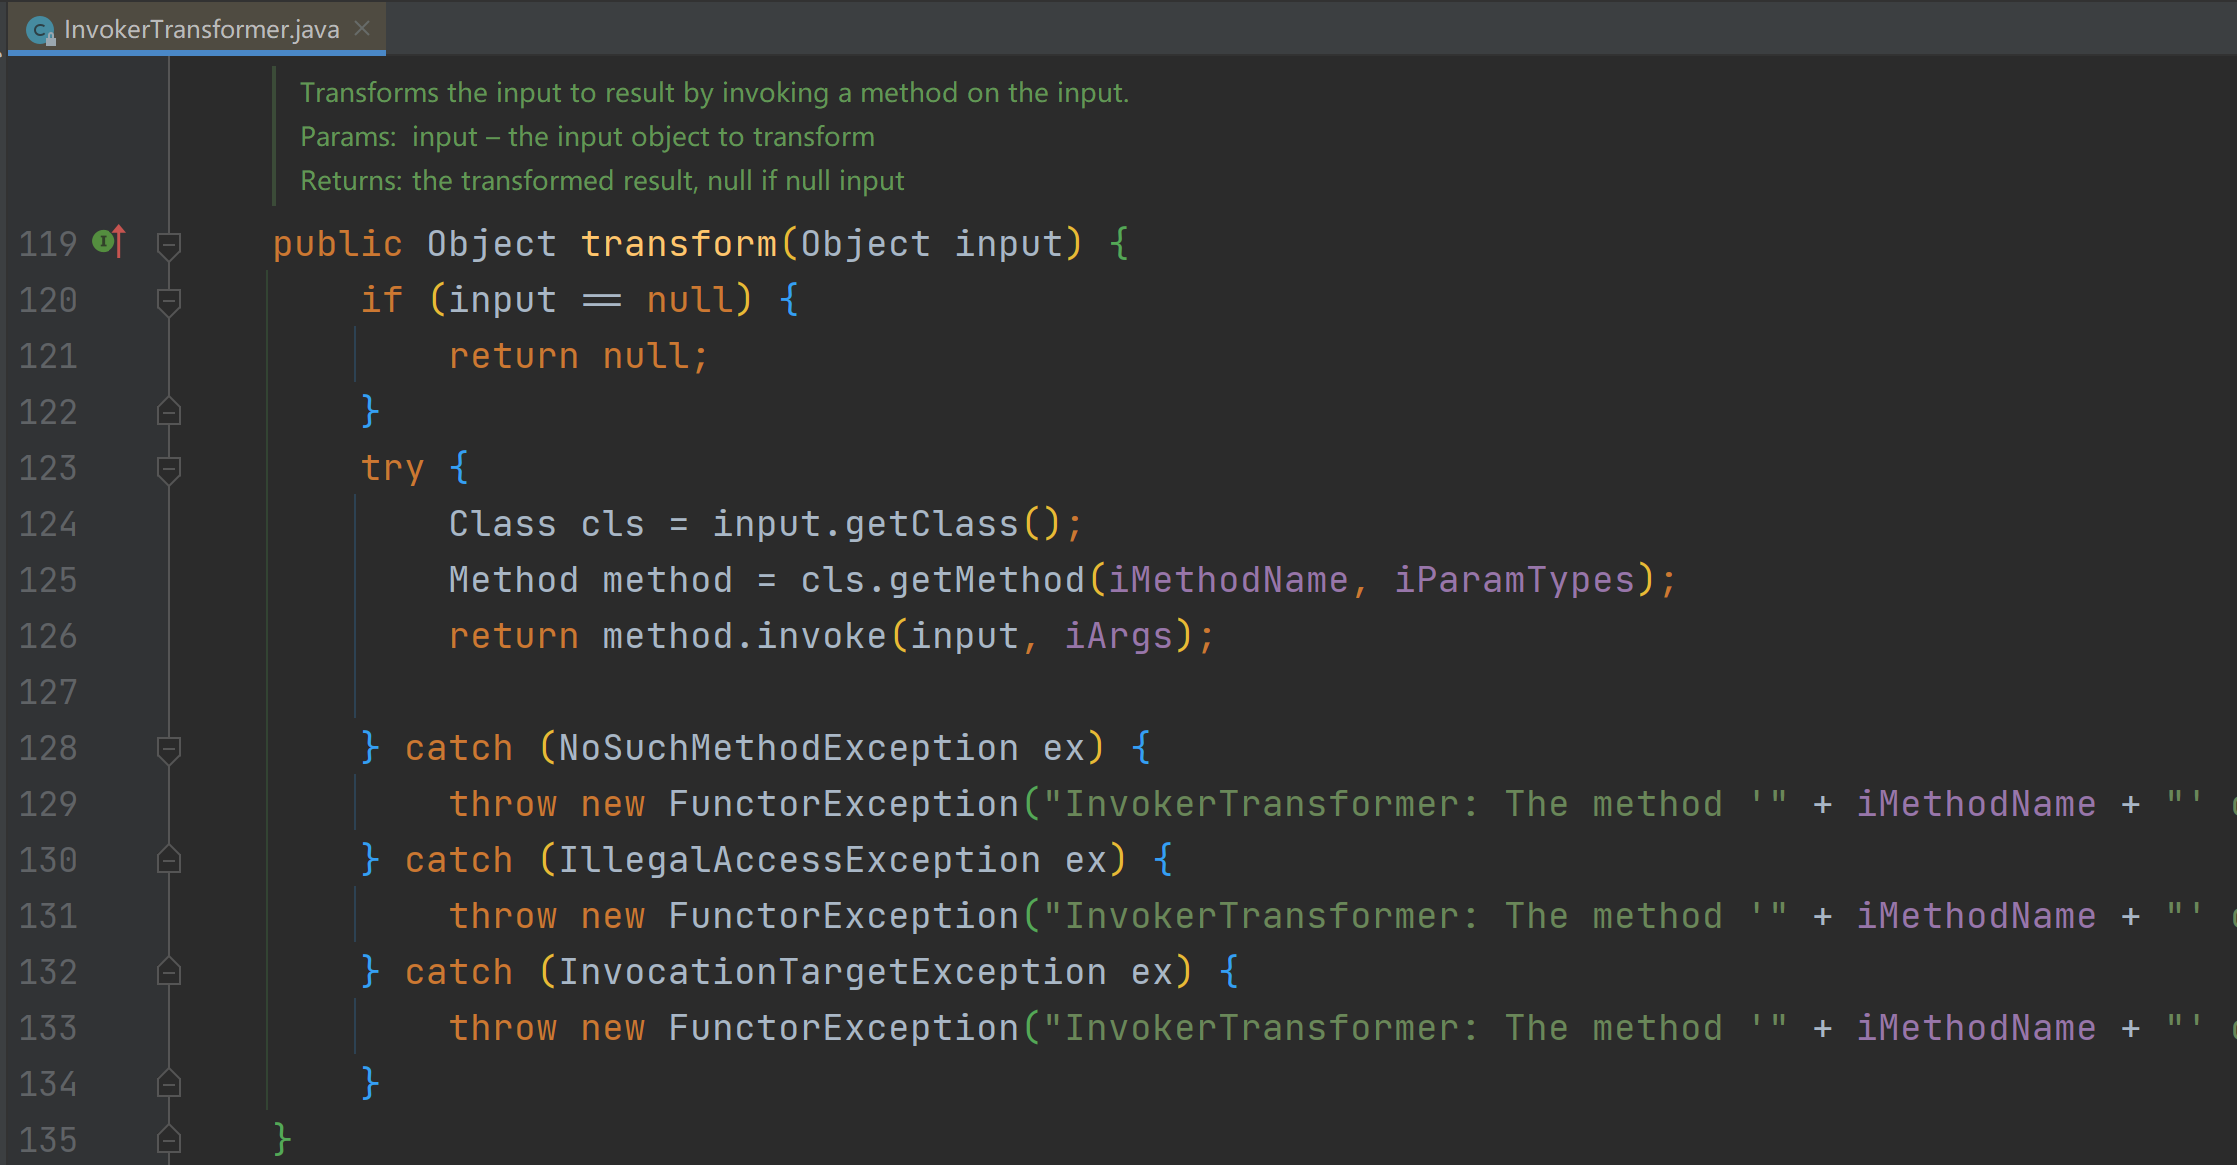 InvokerTransformer.java
Transforms the input to result by invoking a method on the input.
Params: input – the input object to transform
Returns: the transformed result, null if null input
119 public Object transform(Object input) {
120 if (input == null) {
121 return null;
122 }
123 try {
124 Class cls = input.getClass();
125 Method method = cls.getMethod(iMethodName, iParamTypes);
126 return method.invoke(input, iArgs);
127
128 } catch (NoSuchMethodException ex) {
129 throw new FunctorException("InvokerTransformer: The method '" + iMethodName + "'
130 } catch (IllegalAccessException ex) {
131 throw new FunctorException("InvokerTransformer: The method '" + iMethodName + "'
132 } catch (InvocationTargetException ex) {
133 throw new FunctorException("InvokerTransformer: The method '" + iMethodName + "'
134 }
135 }